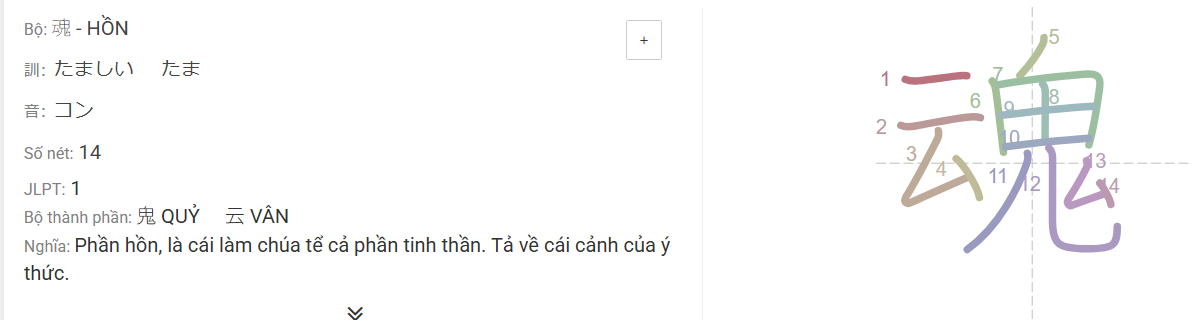 Bộ: 魂 - HỒN
+
訓: たましい たま
音: コン
Số nét: 14
JLPT: 1
Bộ thành phần: 鬼 QUỶ 云 VÂN
Nghĩa: Phần hồn, là cái làm chúa tể cả phần tinh thần. Tả về cái cảnh của ý
thức.
魂
1
2
3
4
5
6
7
8
9
10
11
12
13
14